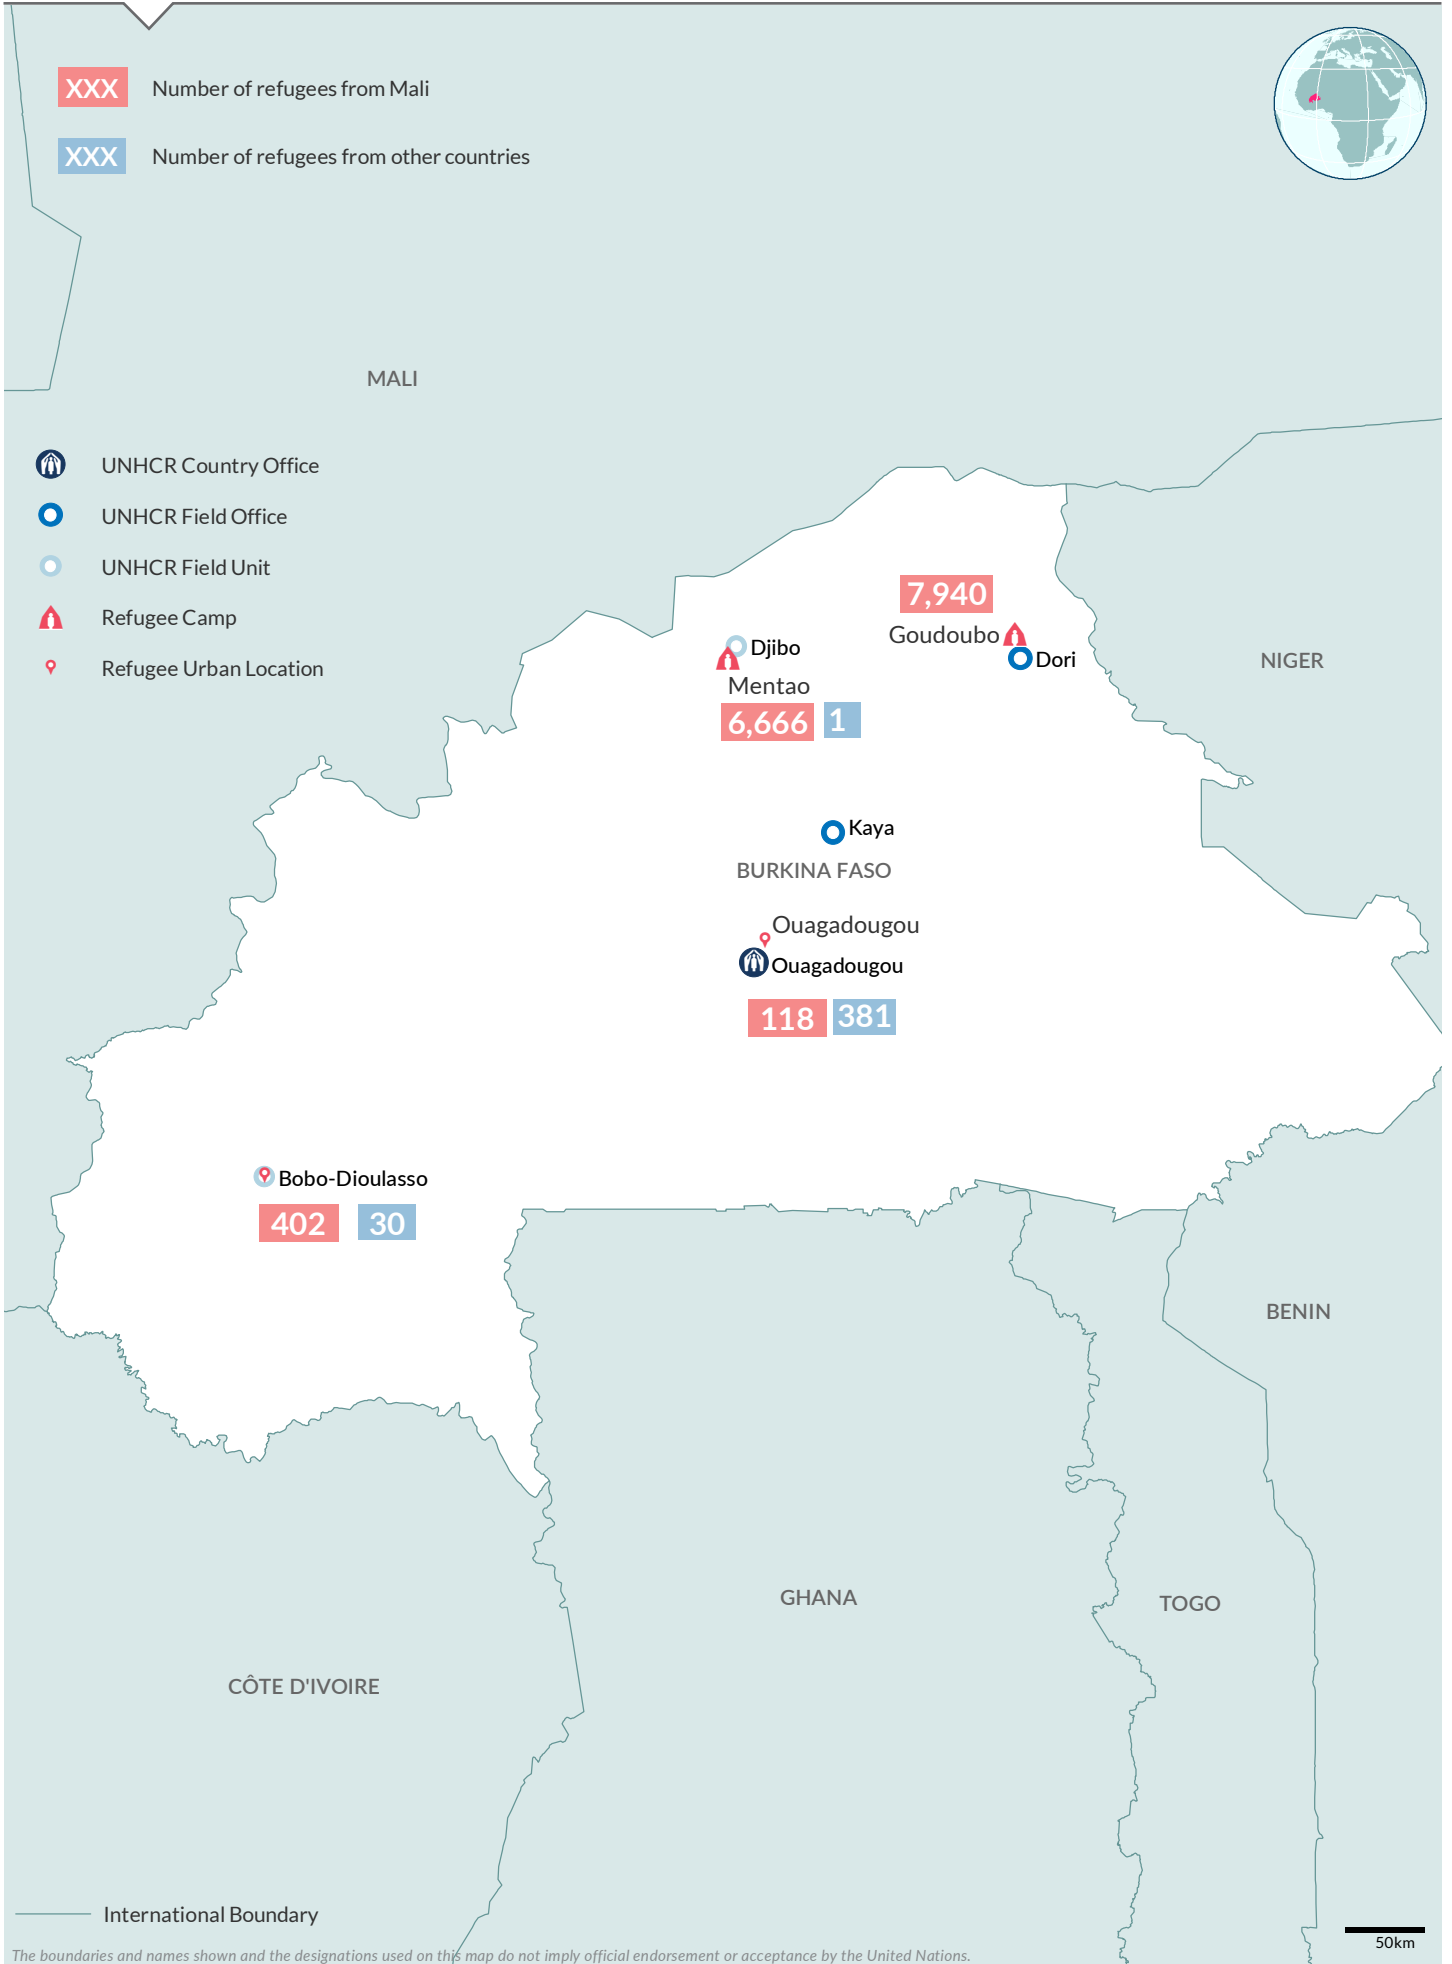 XXX Number of refugees from Mali
XXX Number of refugees from other countries
MALI
UNHCR Country Office
UNHCR Field Office
UNHCR Field Unit
Refugee Camp
Refugee Urban Location
7,940
Goudoubo
Dori
Djibo
Mentao
6,666 1
NIGER
Kaya
BURKINA FASO
Ouagadougou
Ouagadougou
118 381
Bobo-Dioulasso
402 30
BENIN
GHANA
TOGO
CÔTE D'IVOIRE
International Boundary
50km
The boundaries and names shown and the designations used on this map do not imply official endorsement or acceptance by the United Nations.